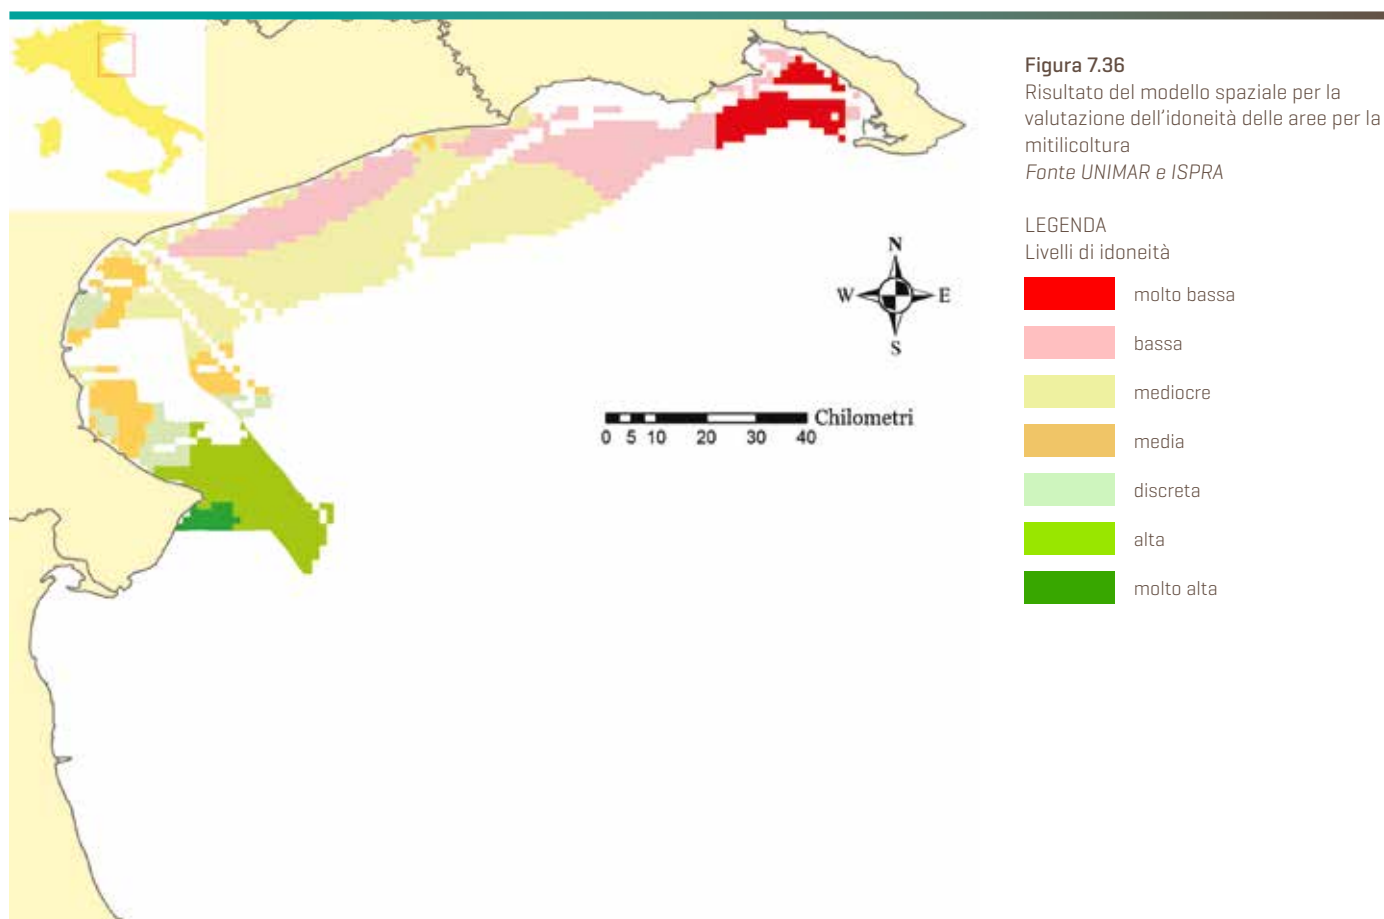 Figura 7.36
Risultato del modello spaziale per la
valutazione dell'idoneità delle aree per la
mitilicoltura
Fonte UNIMAR e ISPRA
LEGENDA
Livelli di idoneità
molto bassa
bassa
mediocre
media
discreta
alta
molto alta
N
W E
S
Chilometri
0 5 10 20 30 40